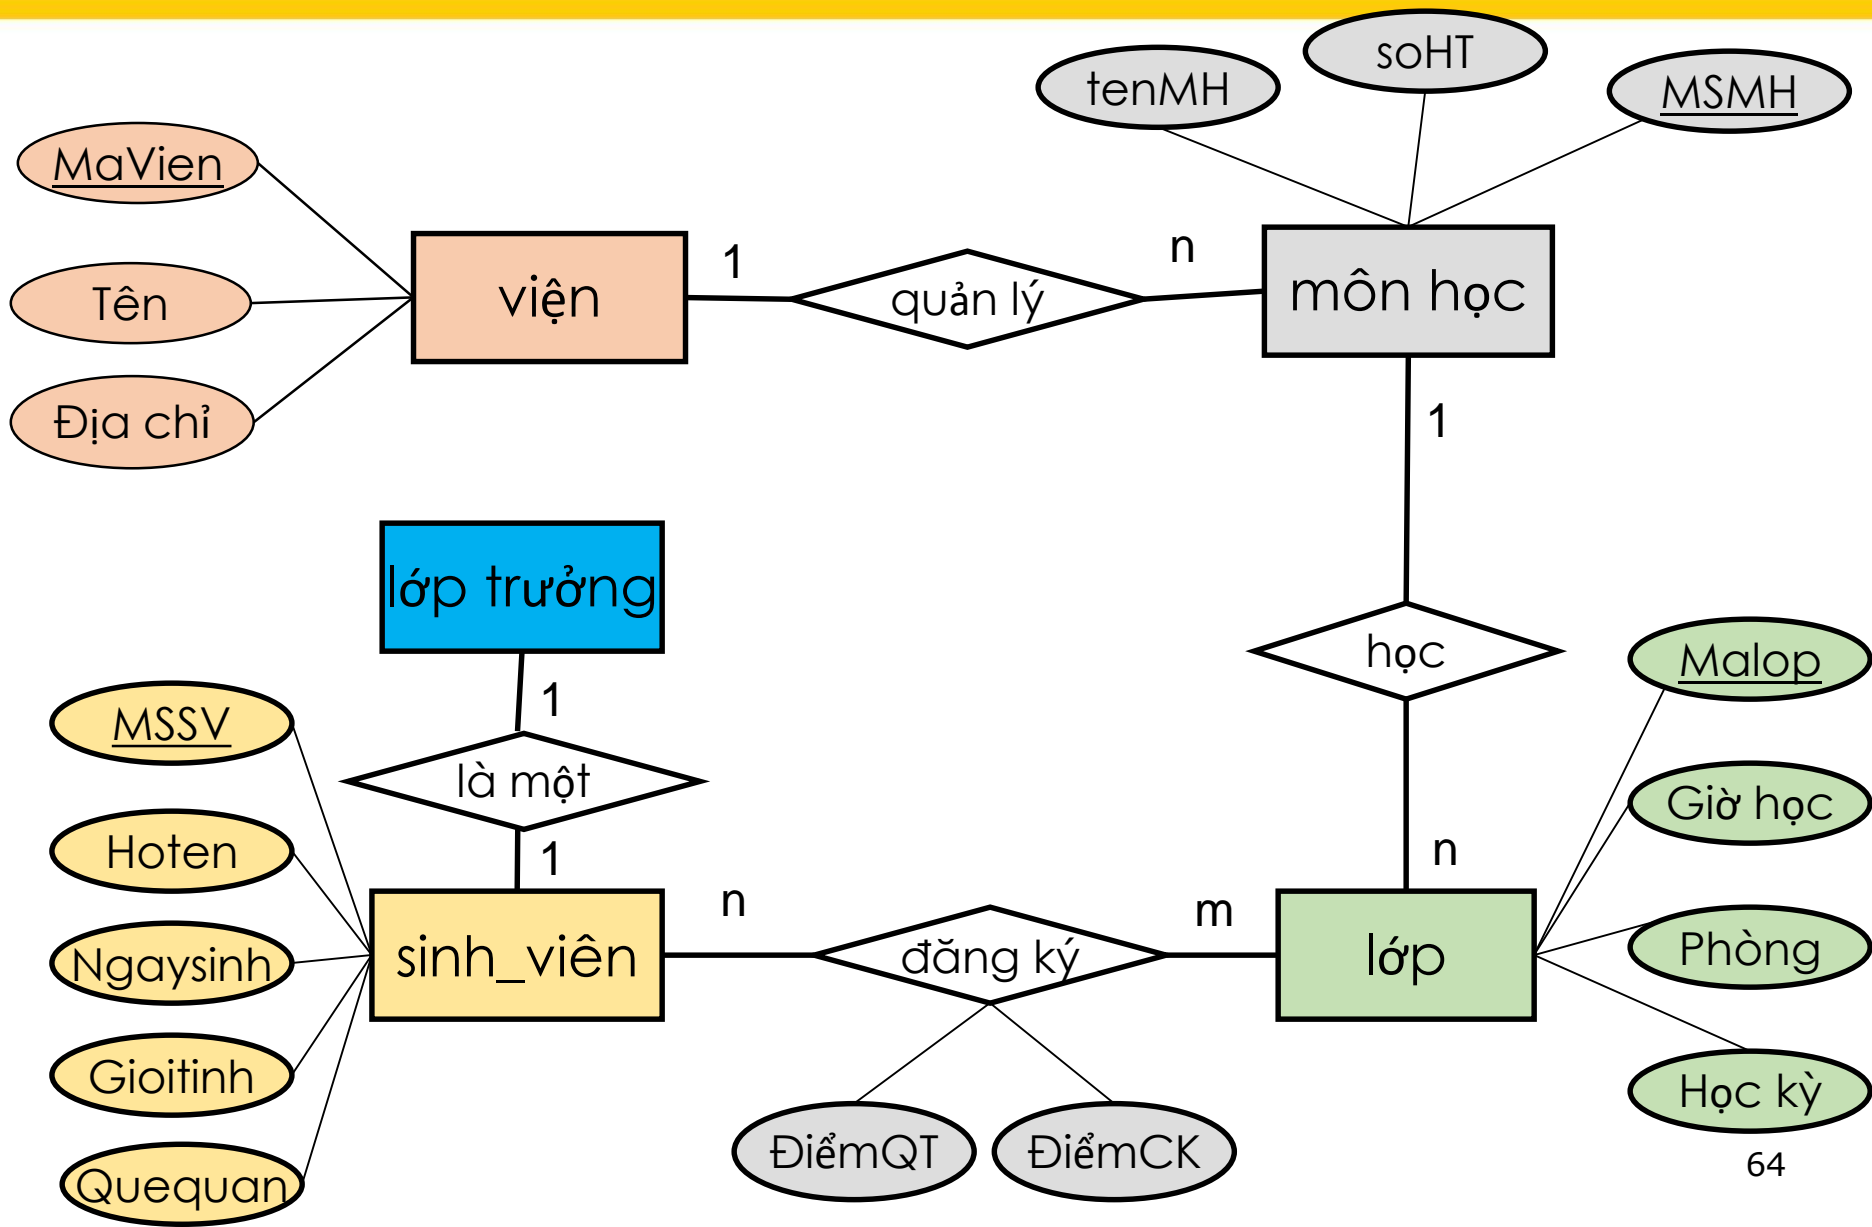 soHT
tenMH
MSMH
MaVien
1
n
viện
quản lý
môn học
Tên
Địa chỉ
1
lớp trưởng
học
Malop
1
MSSV
là một
Giờ học
Hoten
1
n
n
m
sinh_viên
đăng ký
lớp
Phòng
Ngaysinh
Gioitinh
Học kỳ
ĐiểmQT
ĐiểmCK
64
Quequan